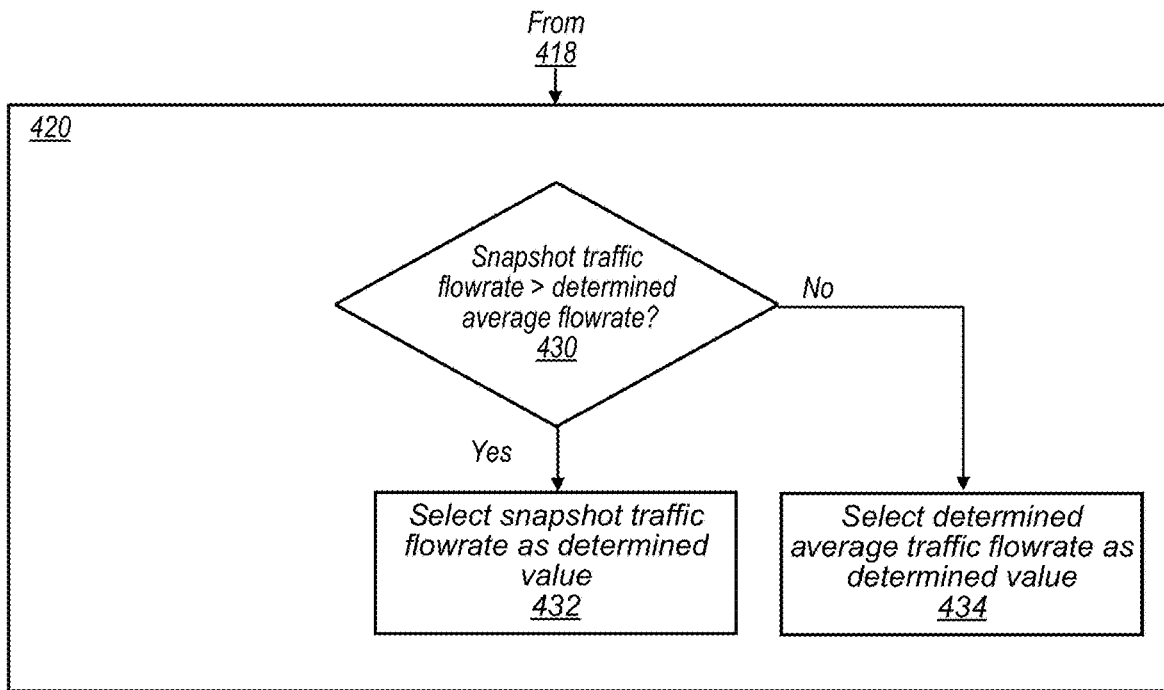 From
418
420
Snapshot traffic
flowrate > determined
average flowrate?
430
No
Yes
Select snapshot traffic
flowrate as determined
value
432
Select determined
average traffic flowrate as
determined value
434